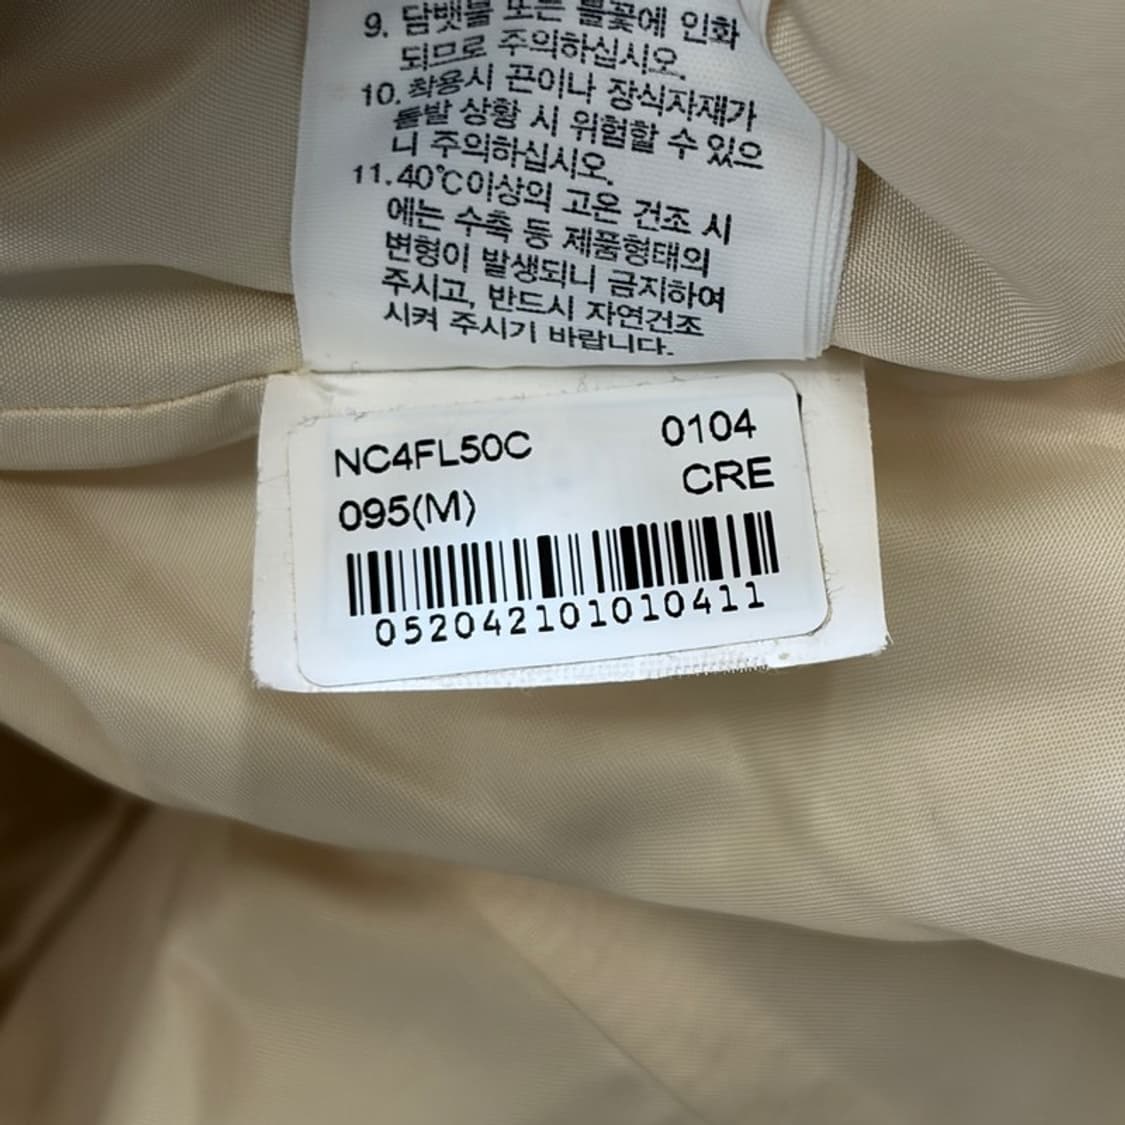 9. 담뱃불 또는 불꽃에 인화
되므로 주의하십시오.
10. 착용시 끈이나 장식자재가
돌발 상황 시 위험할 수 있으
니 주의하십시오.
11. 40℃이상의 고온 건조 시
에는 수축 등 제품형태의
변형이 발생되니 금지하여
주시고, 반드시 자연건조
시켜 주시기 바랍니다.
NC4FL50C 0104
095(M) CRE
052042101010411